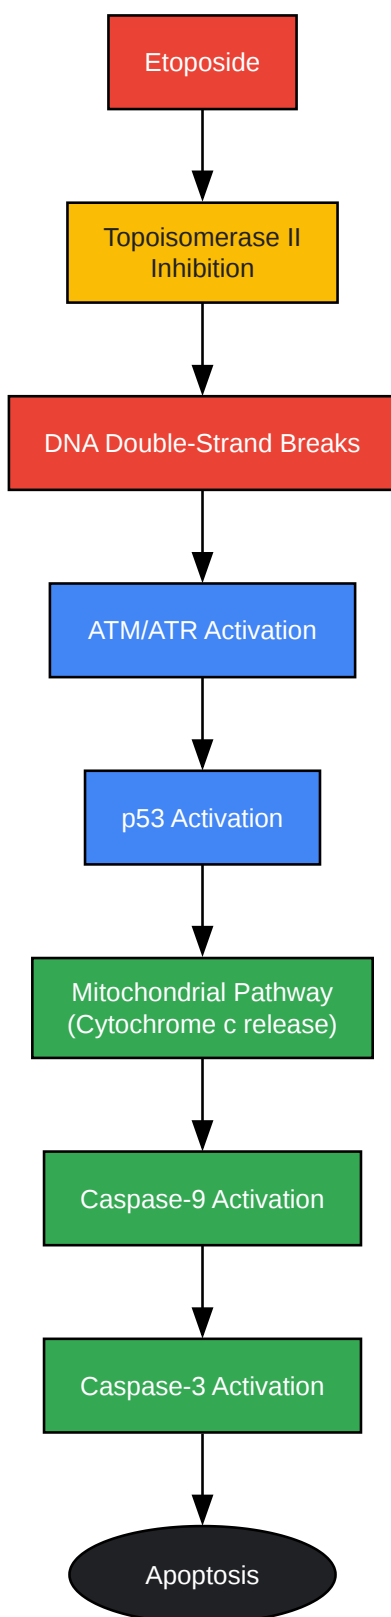 Etoposide
Topoisomerase II
Inhibition
DNA Double-Strand Breaks
ATM/ATR Activation
p53 Activation
Mitochondrial Pathway
(Cytochrome c release)
Caspase-9 Activation
Caspase-3 Activation
Apoptosis